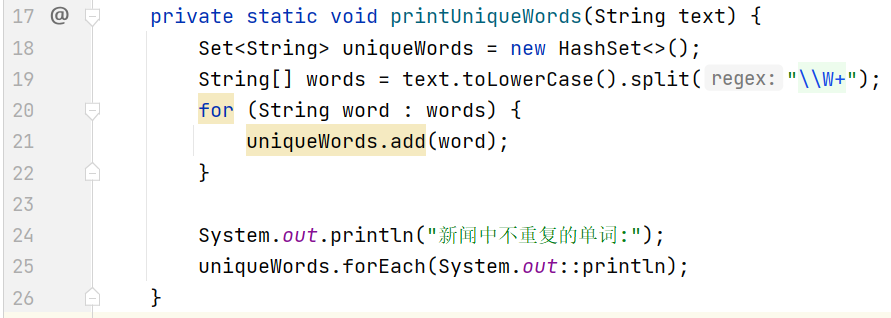 17 @ private static void printUniqueWords(String text) {
18 Set<String> uniqueWords = new HashSet<>();
19 String[] words = text.toLowerCase().split( regex: "\\W+");
20 for (String word : words) {
21 uniqueWords.add(word);
22 }
23
24 System.out.println("新闻中不重复的单词:");
25 uniqueWords.forEach(System.out::println);
26 }